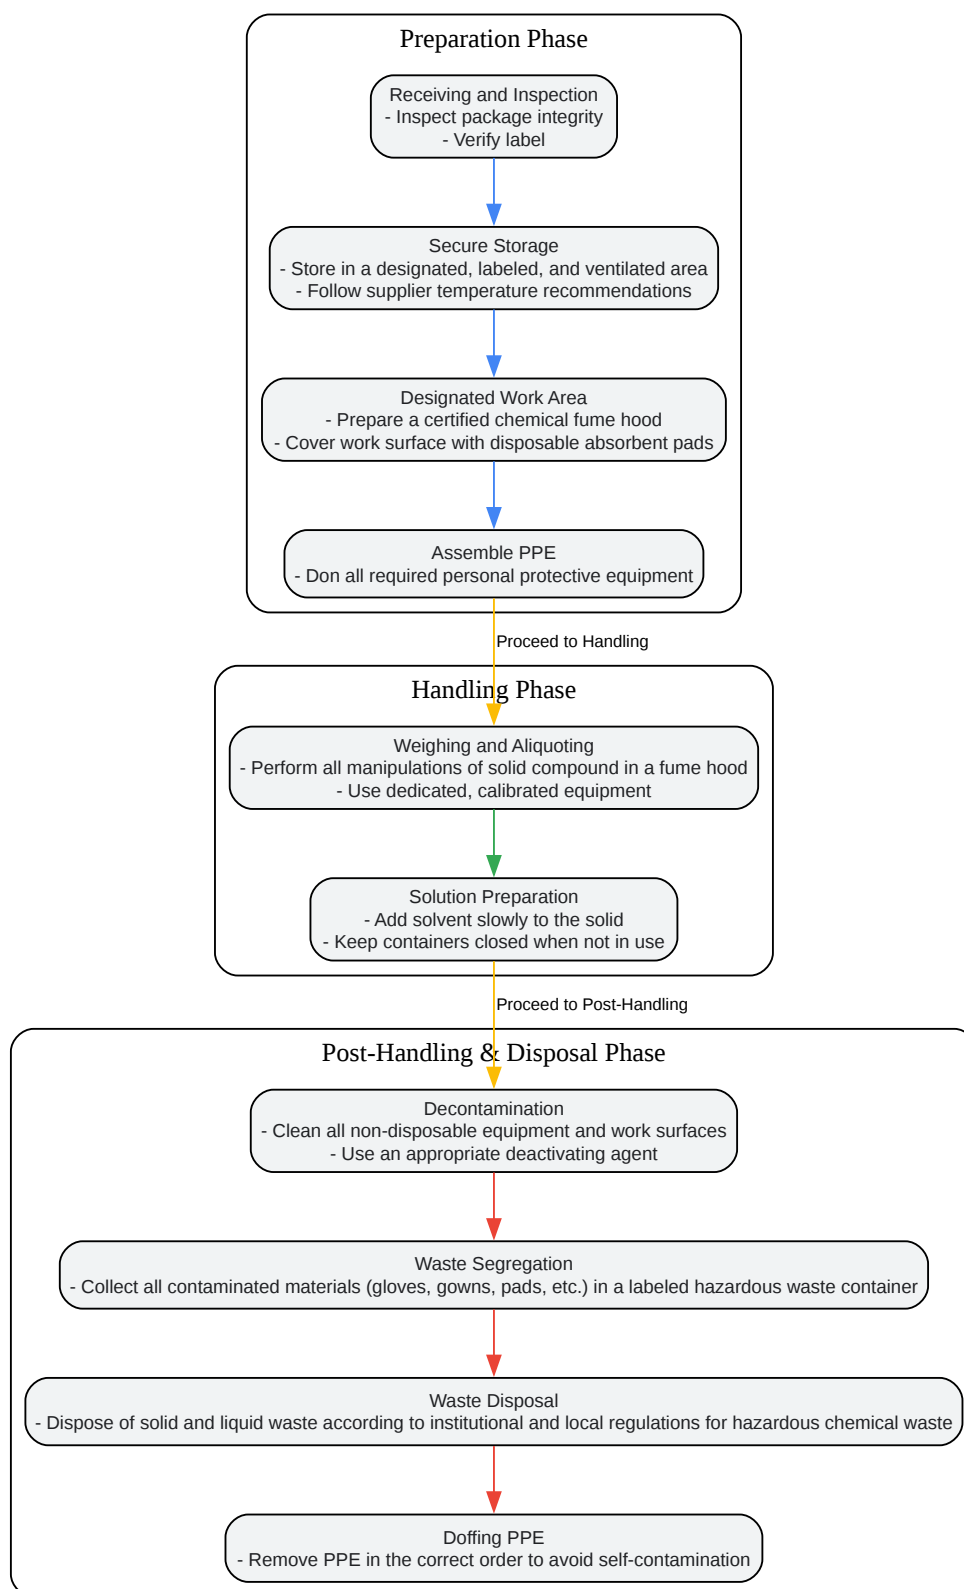 Preparation Phase
Receiving and Inspection
- Inspect package integrity
- Verify label
Secure Storage
- Store in a designated, labeled, and ventilated area
- Follow supplier temperature recommendations
Designated Work Area
- Prepare a certified chemical fume hood
- Cover work surface with disposable absorbent pads
Assemble PPE
- Don all required personal protective equipment
Proceed to Handling
Handling Phase
Weighing and Aliquoting
- Perform all manipulations of solid compound in a fume hood
- Use dedicated, calibrated equipment
Solution Preparation
- Add solvent slowly to the solid
- Keep containers closed when not in use
Proceed to Post-Handling
Post-Handling & Disposal Phase
Decontamination
- Clean all non-disposable equipment and work surfaces
- Use an appropriate deactivating agent
Waste Segregation
- Collect all contaminated materials (gloves, gowns, pads, etc.) in a labeled hazardous waste container
Waste Disposal
- Dispose of solid and liquid waste according to institutional and local regulations for hazardous chemical waste
Doffing PPE
- Remove PPE in the correct order to avoid self-contamination